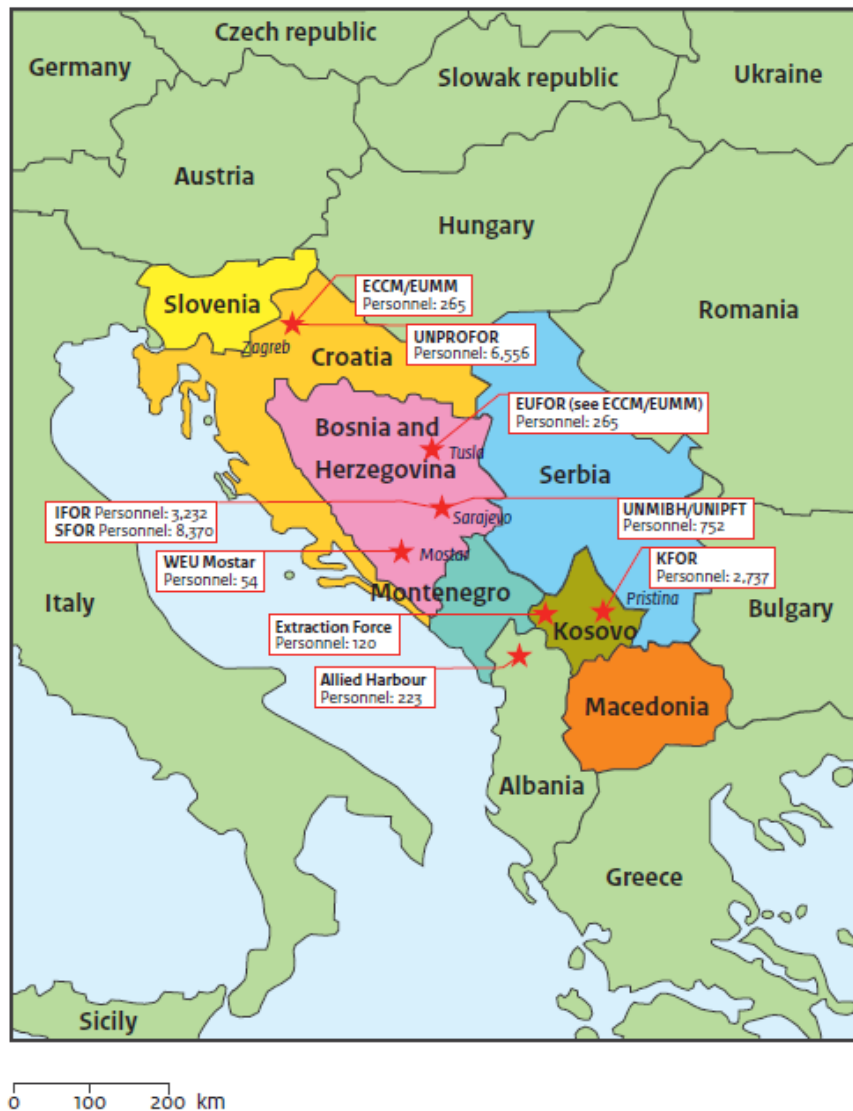 Czech republic
Germany
Slowak republic
Ukraine
Austria
Hungary
ECCM/EUMM
Personnel: 265
Slovenia
Romania
UNPROFOR
Personnel: 6,556
Zagreb
Croatia
EUFOR (see ECCM/EUMM)
Personnel: 265
Bosnia and
Herzegovina
Tusla
Serbia
IFOR Personnel: 3,232
SFOR Personnel: 8,370
Sarajevo
UNMIBH/UNIPFT
Personnel: 752
WEU Mostar
Personnel: 54
Mostar
KFOR
Personnel: 2,737
Italy
Montenegro
Pristina
Bulgary
Extraction Force
Personnel: 120
Kosovo
Allied Harbour
Personnel: 223
Macedonia
Albania
Greece
Sicily
0 100 200 km